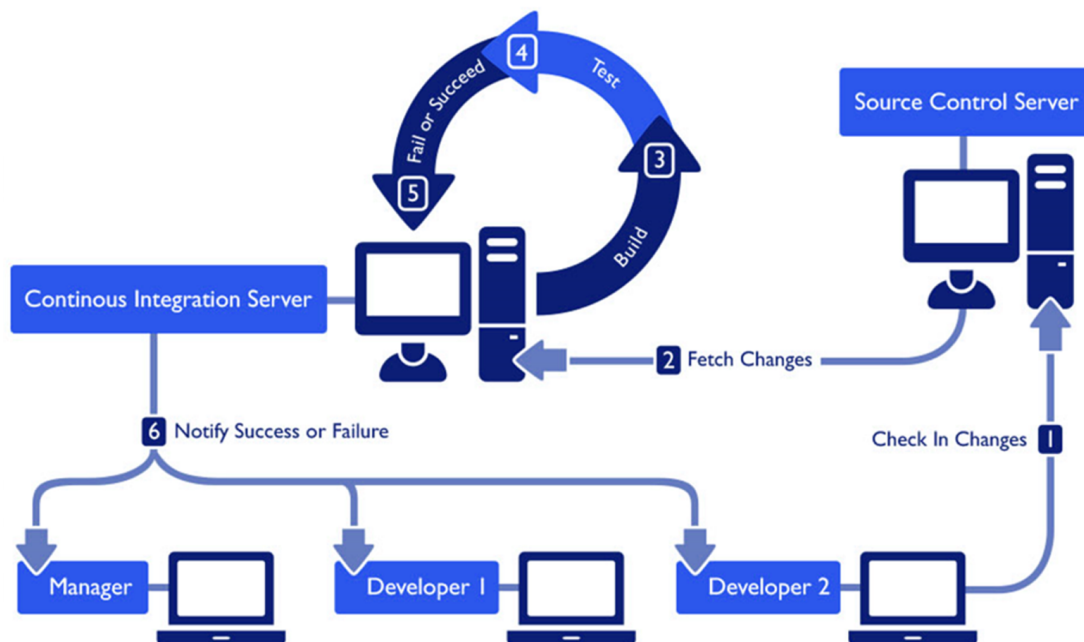 4
Test
Fail or Succeed
3
5
Build
Source Control Server
Continous Integration Server
2 Fetch Changes
6 Notify Success or Failure
Check In Changes 1
Manager
Developer 1
Developer 2